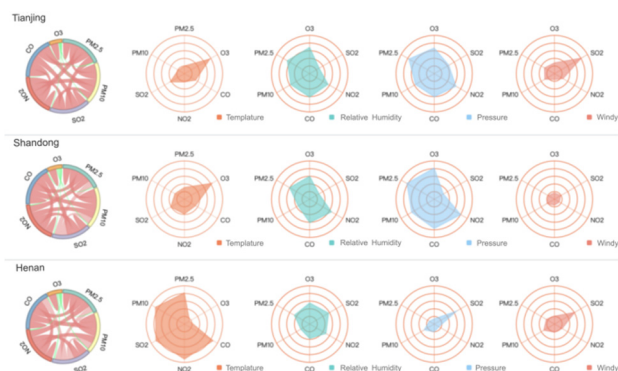 Tianjing
O3
PM2.5
PM10
SO2
NO2
CO
PM2.5
O3
CO
NO2
SO2
PM10
Templature
O3
SO2
NO2
CO
PM10
PM2.5
Relative Humidity
O3
SO2
NO2
CO
PM10
PM2.5
Pressure
O3
SO2
NO2
CO
PM10
PM2.5
Windy
Shandong
O3
PM2.5
PM10
SO2
NO2
CO
PM2.5
O3
CO
NO2
SO2
PM10
Templature
O3
SO2
NO2
CO
PM10
PM2.5
Relative Humidity
O3
SO2
NO2
CO
PM10
PM2.5
Pressure
O3
SO2
NO2
CO
PM10
PM2.5
Windy
Henan
O3
PM2.5
PM10
SO2
NO2
CO
PM2.5
O3
CO
NO2
SO2
PM10
Templature
O3
SO2
NO2
CO
PM10
PM2.5
Relative Humidity
O3
SO2
NO2
CO
PM10
PM2.5
Pressure
O3
SO2
NO2
CO
PM10
PM2.5
Windy